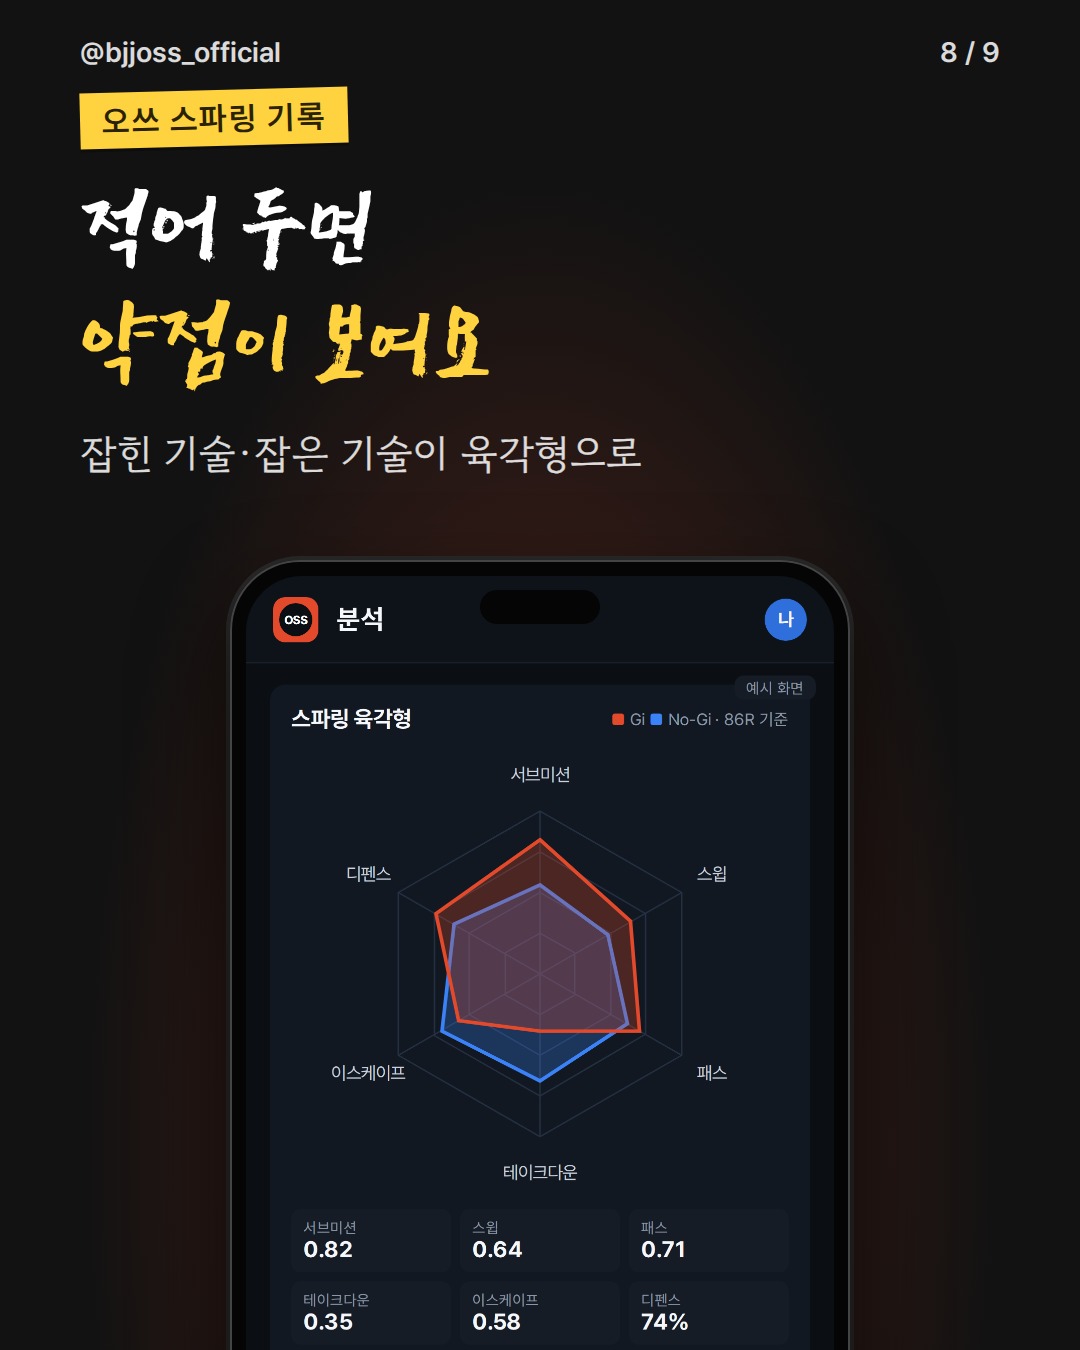 @bjjoss_official
8 / 9
오쓰 스파링 기록
적어 두면
약점이 보여요
잡힌 기술·잡은 기술이 육각형으로
oss 분석
나
예시 화면
스파링 육각형
Gi No-Gi · 86R 기준
서브미션
디펜스
스윕
이스케이프
패스
테이크다운
서브미션 스윕 패스
0.82 0.64 0.71
테이크다운 이스케이프 디펜스
0.35 0.58 74%